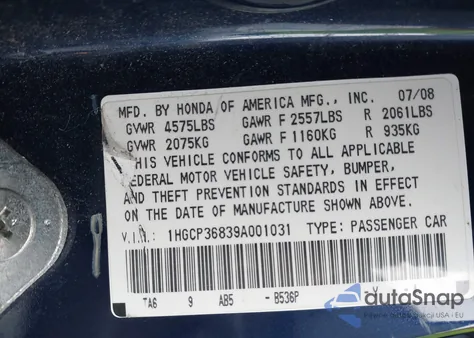 MFD. BY HONDA OF AMERICA MFG., INC. 07/08
GVWR 4575LBS GAWR F 2557LBS R 2061LBS
GVWR 2075KG GAWR F 1160KG R 935KG
THIS VEHICLE CONFORMS TO ALL APPLICABLE
FEDERAL MOTOR VEHICLE SAFETY, BUMPER,
AND THEFT PREVENTION STANDARDS IN EFFECT
ON THE DATE OF MANUFACTURE SHOWN ABOVE.
V.I.N.: 1HGCP36839A001031 TYPE: PASSENGER CAR
TA6 9 AB5 - B536P
autoSnap